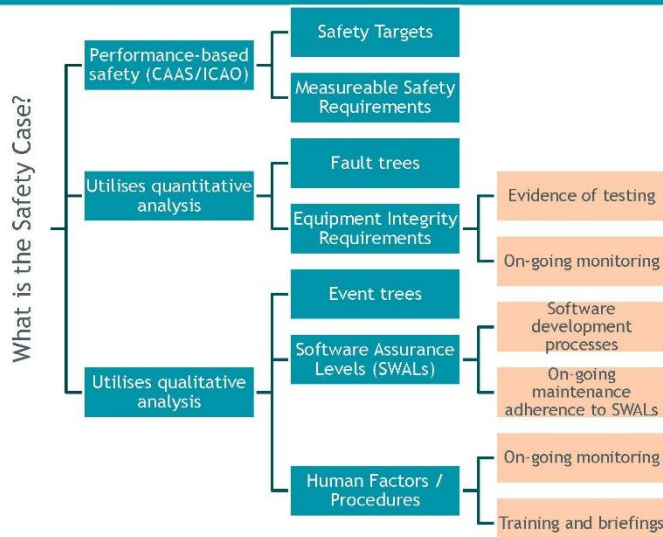 What is the Safety Case?
Performance-based
safety (CAAS/ICAO)
Safety Targets
Measureable Safety
Requirements
Utilises quantitative
analysis
Fault trees
Equipment Integrity
Requirements
Evidence of testing
On-going monitoring
Utilises qualitative
analysis
Event trees
Software Assurance
Levels (SWALs)
Software
development
processes
On-going
maintenance
adherence to SWALs
Human Factors /
Procedures
On-going monitoring
Training and briefings